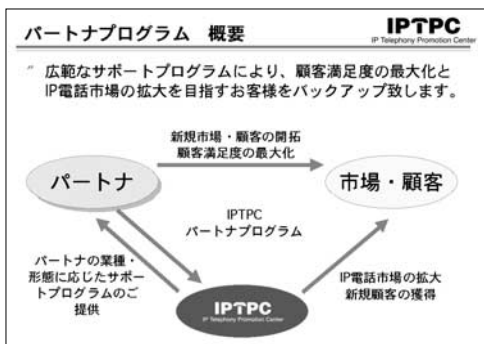 パートナプログラム 概要
IPTPC
IP Telephony Promotion Center
広範なサポートプログラムにより、顧客満足度の最大化と
IP電話市場の拡大を目指すお客様をバックアップ致します。
新規市場・顧客の開拓
顧客満足度の最大化
パートナ
市場・顧客
IPTPC
パートナプログラム
パートナの業種・
形態に応じたサポー
トプログラムのご
提供
IP電話市場の拡大
新規顧客の獲得
IPTPC
IP Telephony Promotion Center